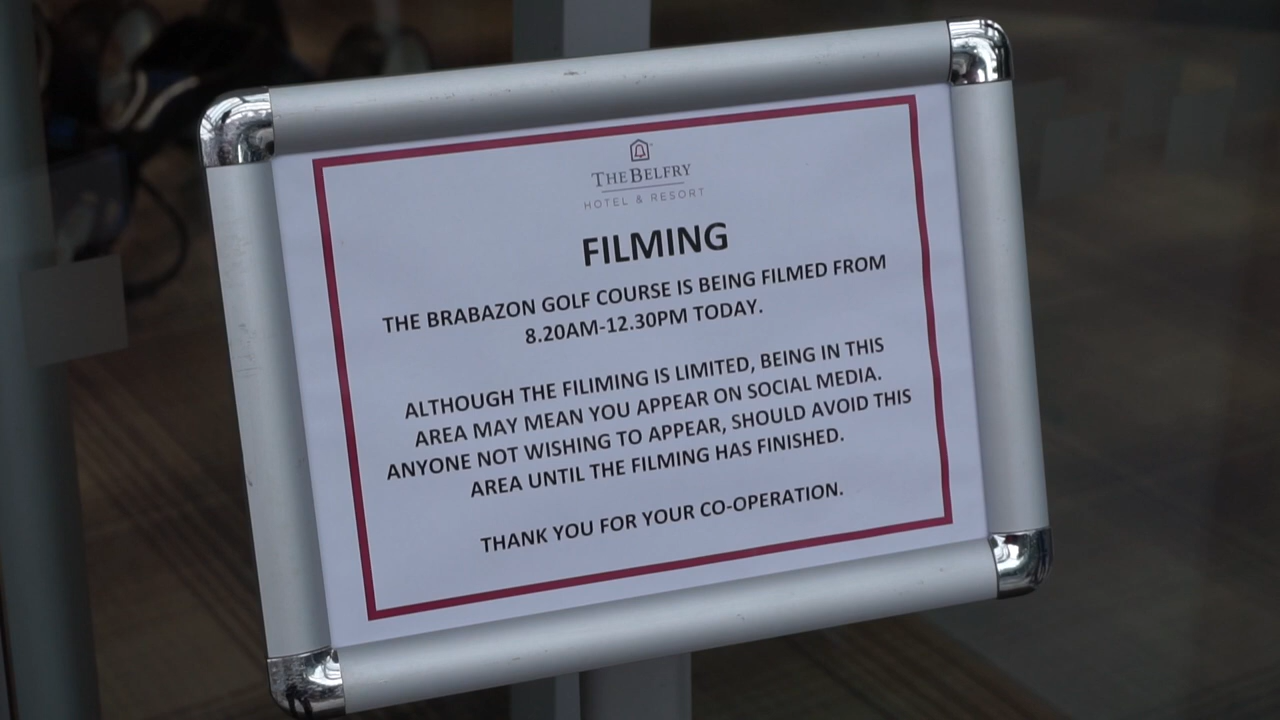 THE BELFRY
HOTEL & RESORT
FILMING
THE BRABAZON GOLF COURSE IS BEING FILMED FROM
8.20AM-12.30PM TODAY.
ALTHOUGH THE FILIMING IS LIMITED, BEING IN THIS
AREA MAY MEAN YOU APPEAR ON SOCIAL MEDIA.
ANYONE NOT WISHING TO APPEAR, SHOULD AVOID THIS
AREA UNTIL THE FILMING HAS FINISHED.
THANK YOU FOR YOUR CO-OPERATION.